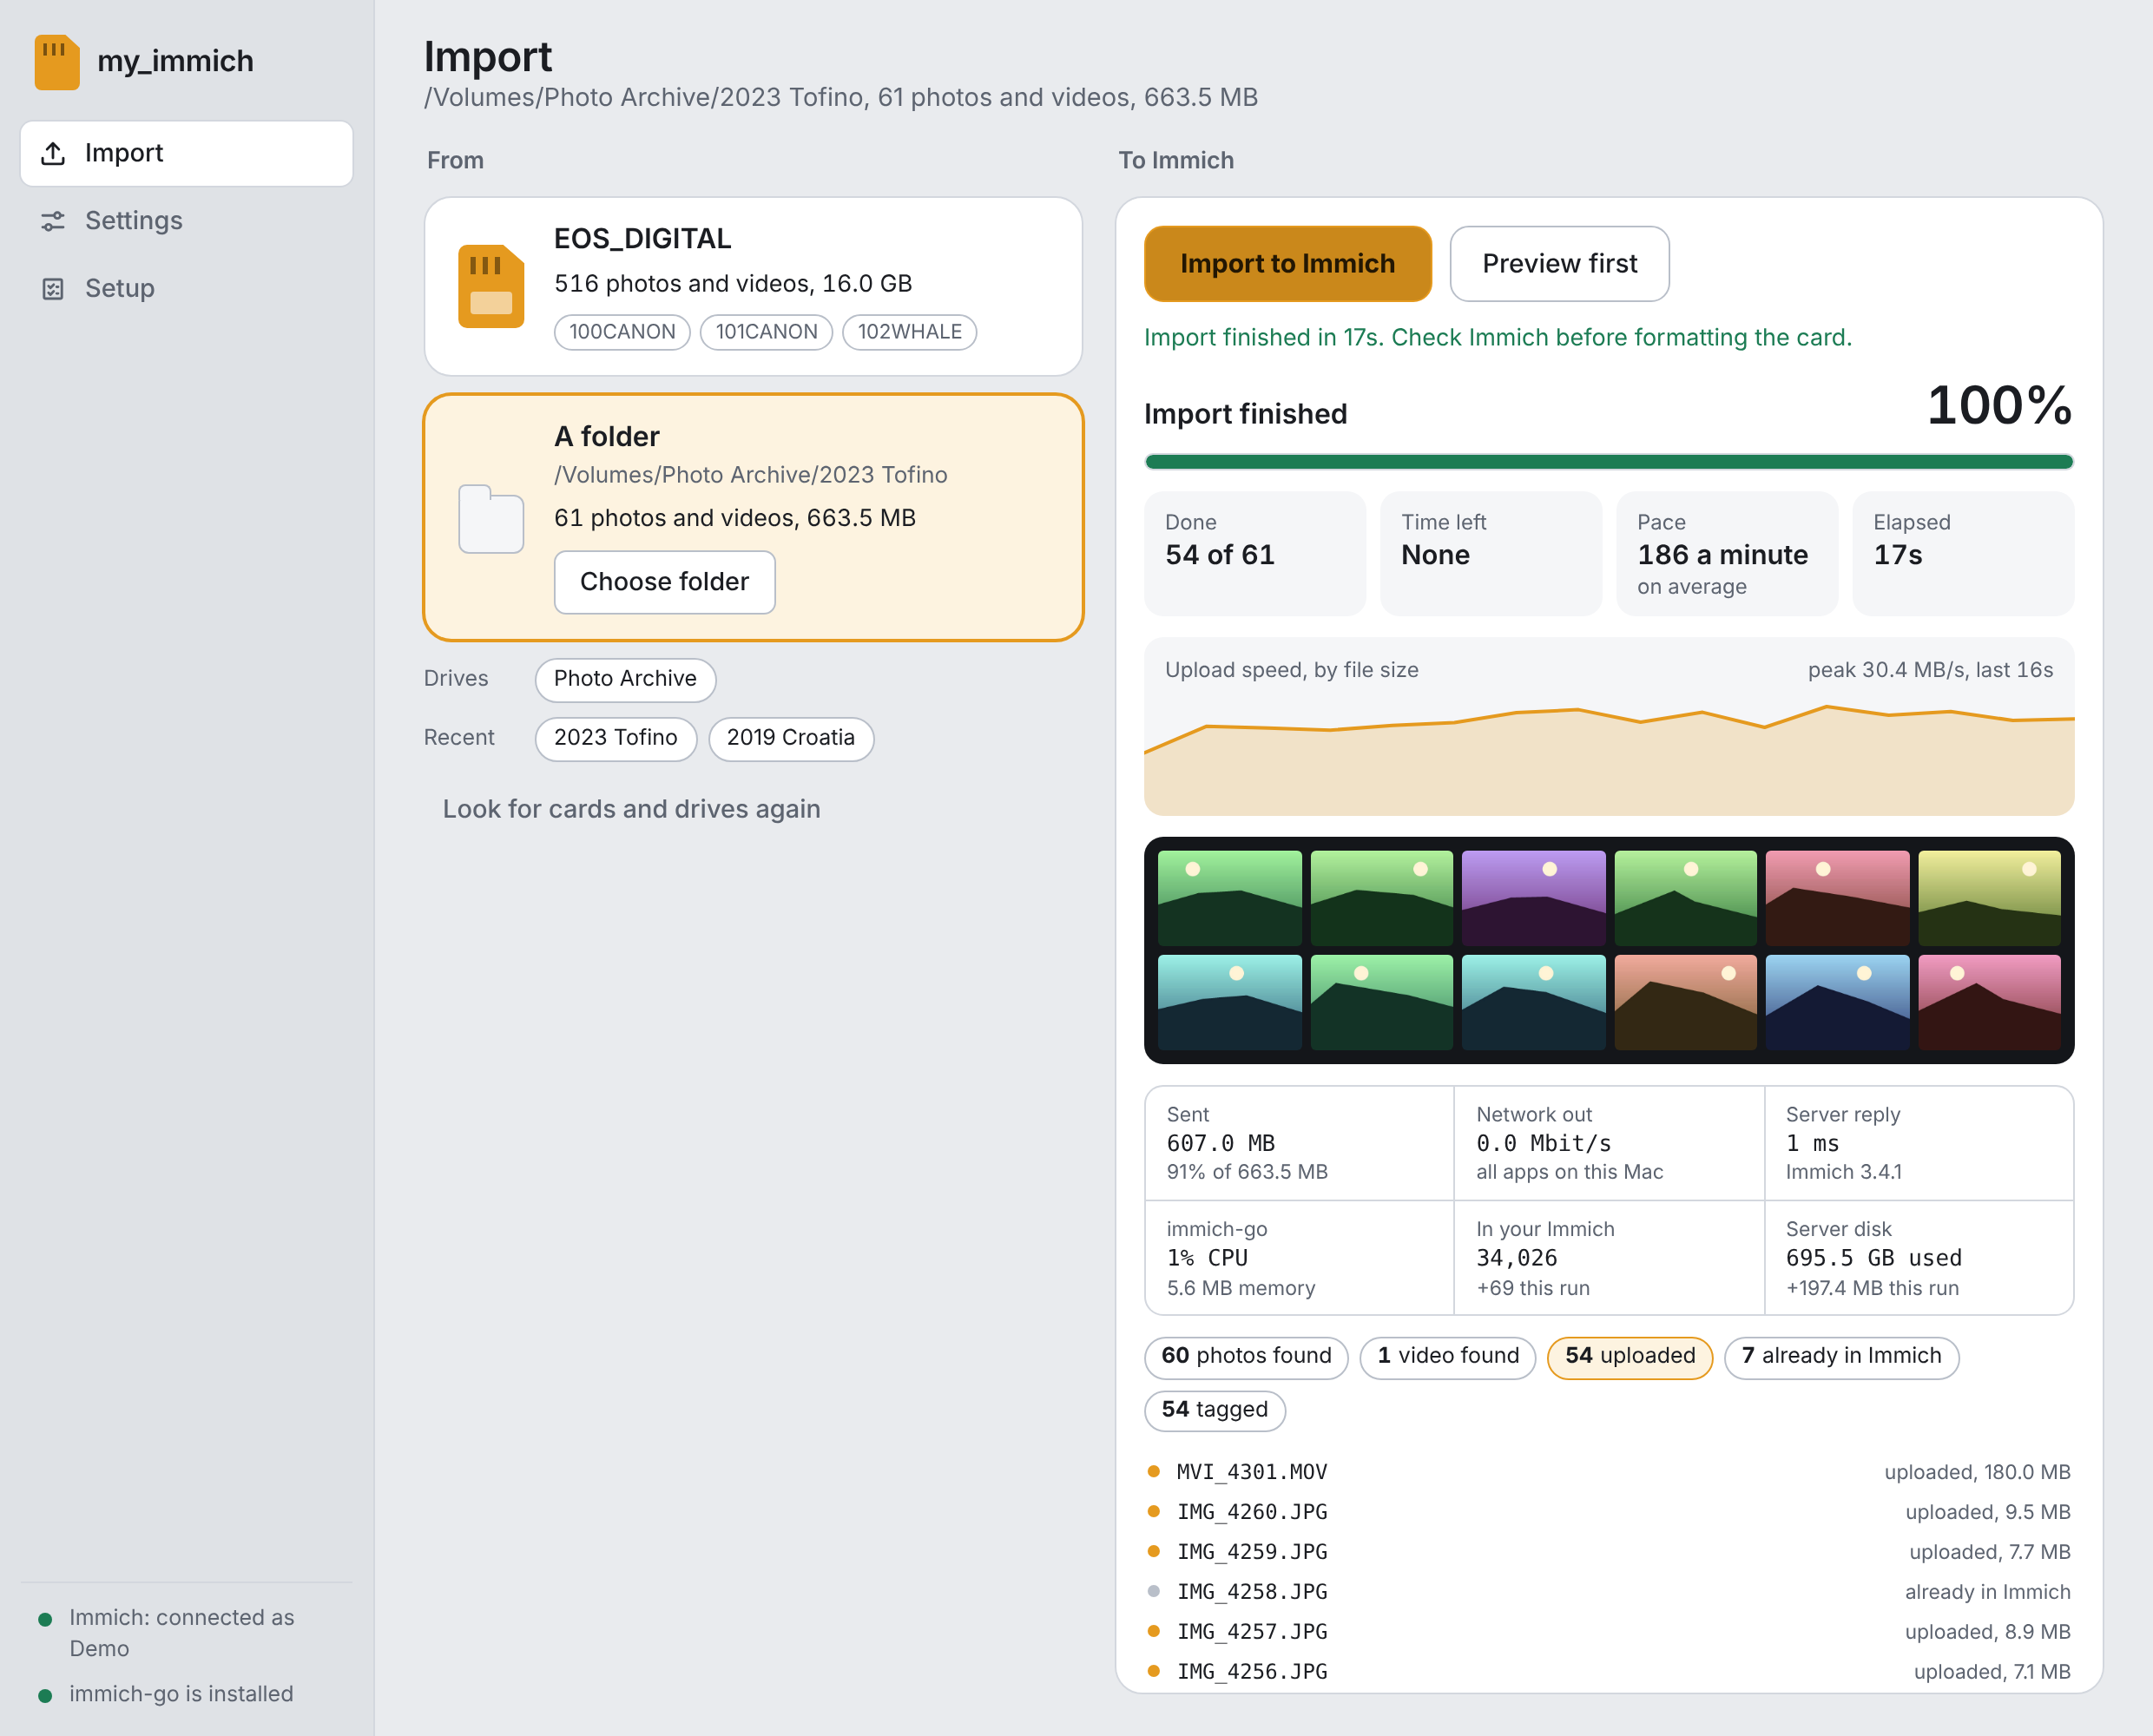 my_immich
Import
Settings
Setup
Immich: connected as
Demo
immich-go is installed
Import
/Volumes/Photo Archive/2023 Tofino, 61 photos and videos, 663.5 MB
From
EOS_DIGITAL
516 photos and videos, 16.0 GB
100CANON 101CANON 102WHALE
A folder
/Volumes/Photo Archive/2023 Tofino
61 photos and videos, 663.5 MB
Choose folder
Drives Photo Archive
Recent 2023 Tofino 2019 Croatia
Look for cards and drives again
To Immich
Import to Immich Preview first
Import finished in 17s. Check Immich before formatting the card.
Import finished 100%
Done Time left Pace Elapsed
54 of 61 None 186 a minute 17s
on average
Upload speed, by file size peak 30.4 MB/s, last 16s
Sent Network out Server reply
607.0 MB 0.0 Mbit/s 1 ms
91% of 663.5 MB all apps on this Mac Immich 3.4.1
immich-go In your Immich Server disk
1% CPU 34,026 695.5 GB used
5.6 MB memory +69 this run +197.4 MB this run
60 photos found 1 video found 54 uploaded 7 already in Immich
54 tagged
MVI_4301.MOV uploaded, 180.0 MB
IMG_4260.JPG uploaded, 9.5 MB
IMG_4259.JPG uploaded, 7.7 MB
IMG_4258.JPG already in Immich
IMG_4257.JPG uploaded, 8.9 MB
IMG_4256.JPG uploaded, 7.1 MB